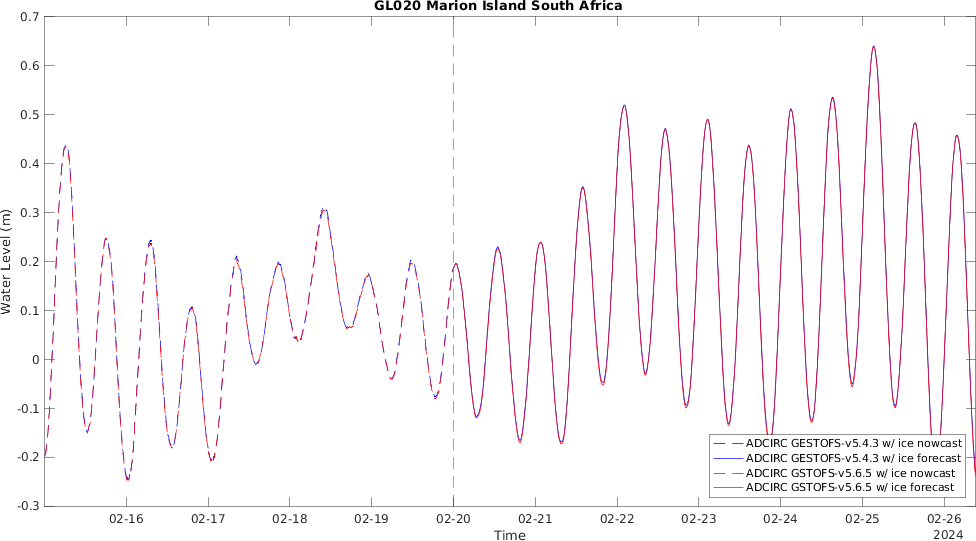 GL020 Marion Island South Africa
0.7
0.6
0.5
0.4
0.3
0.2
0.1
0
-0.1
-0.2
-0.3
Water Level (m)
ADCIRC GESTOFS-v5.4.3 w/ ice nowcast
ADCIRC GESTOFS-v5.4.3 w/ ice forecast
ADCIRC GSTOFS-v5.6.5 w/ ice nowcast
ADCIRC GSTOFS-v5.6.5 w/ ice forecast
02-16 02-17 02-18 02-19 02-20 02-21 02-22 02-23 02-24 02-25 02-26
Time
2024